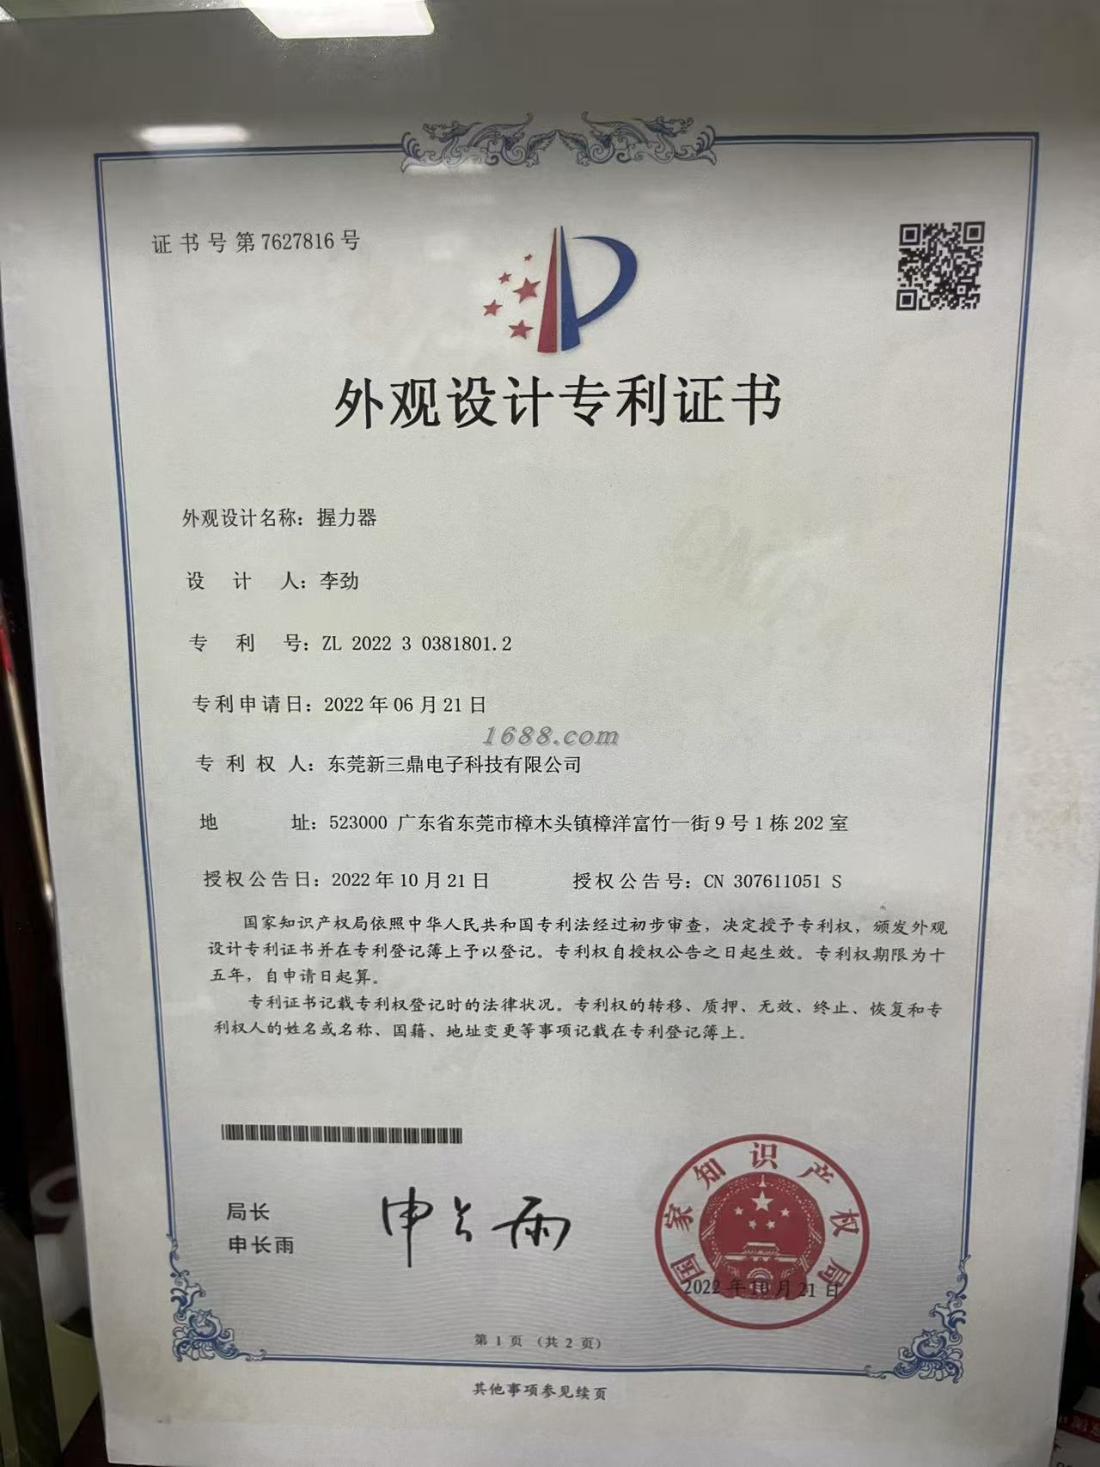 证书号第7627816号
外观设计专利证书
外观设计名称：握力器
设计人：李劲
专利号：ZL 2022 3 0381801.2
专利申请日：2022年06月21日
1688.com
专利权人：东莞新三鼎电子科技有限公司
地址：523000 广东省东莞市樟木头镇樟洋富竹一街9号1栋202室
授权公告日：2022年10月21日 授权公告号：CN 307611051 S
国家知识产权局依照中华人民共和国专利法经过初步审查，决定授予专利权，颁发外观
设计专利证书并在专利登记簿上予以登记。专利权自授权公告之日起生效。专利权期限为十
五年，自申请日起算。
专利证书记载专利权登记时的法律状况。专利权的转移、质押、无效、终止、恢复和专
利权人的姓名或名称、国籍、地址变更等事项记载在专利登记簿上。
局长
申长雨
申长雨
国家知识产权局
2022年10月21日
第 1 页 （共 2 页）
其他事项参见续页